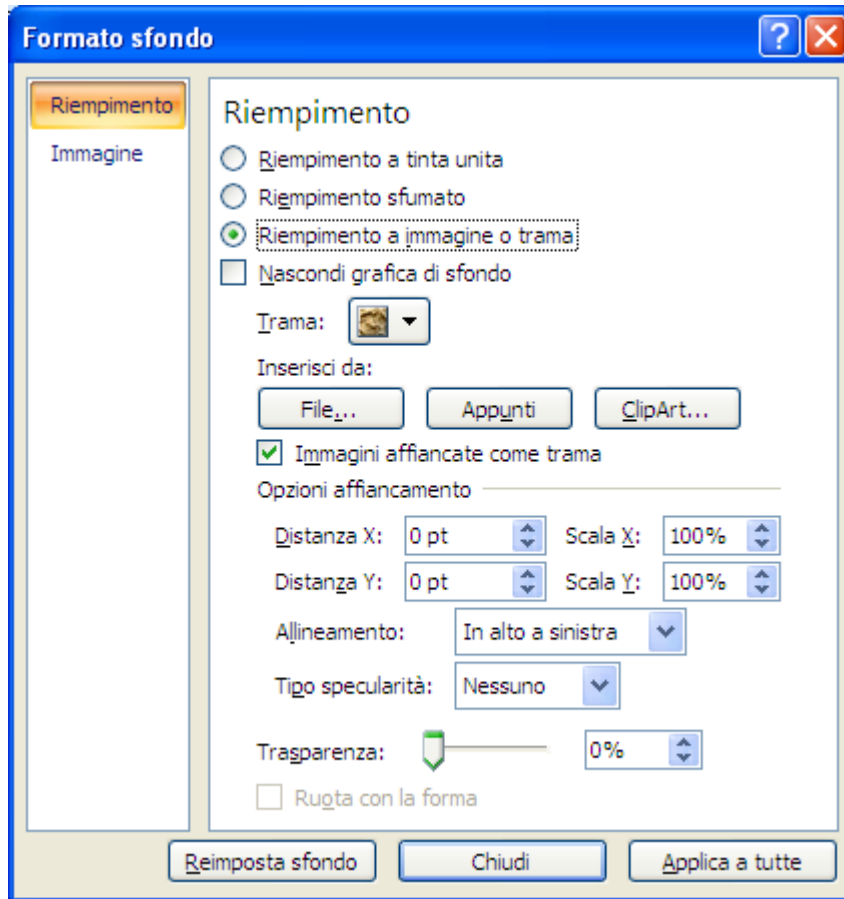 Formato sfondo
Riempimento
Immagine
Riempimento
Riempimento a tinta unita
Riempimento sfumato
Riempimento a immagine o trama
Nascondi grafica di sfondo
Trama:
Inserisci da:
File... Appunti ClipArt...
Immagini affiancate come trama
Opzioni affiancamento
Distanza X: 0 pt Scala X: 100%
Distanza Y: 0 pt Scala Y: 100%
Allineamento: In alto a sinistra
Tipo specularità: Nessuno
Trasparenza: 0%
Ruota con la forma
Reimposta sfondo Chiudi Applica a tutte